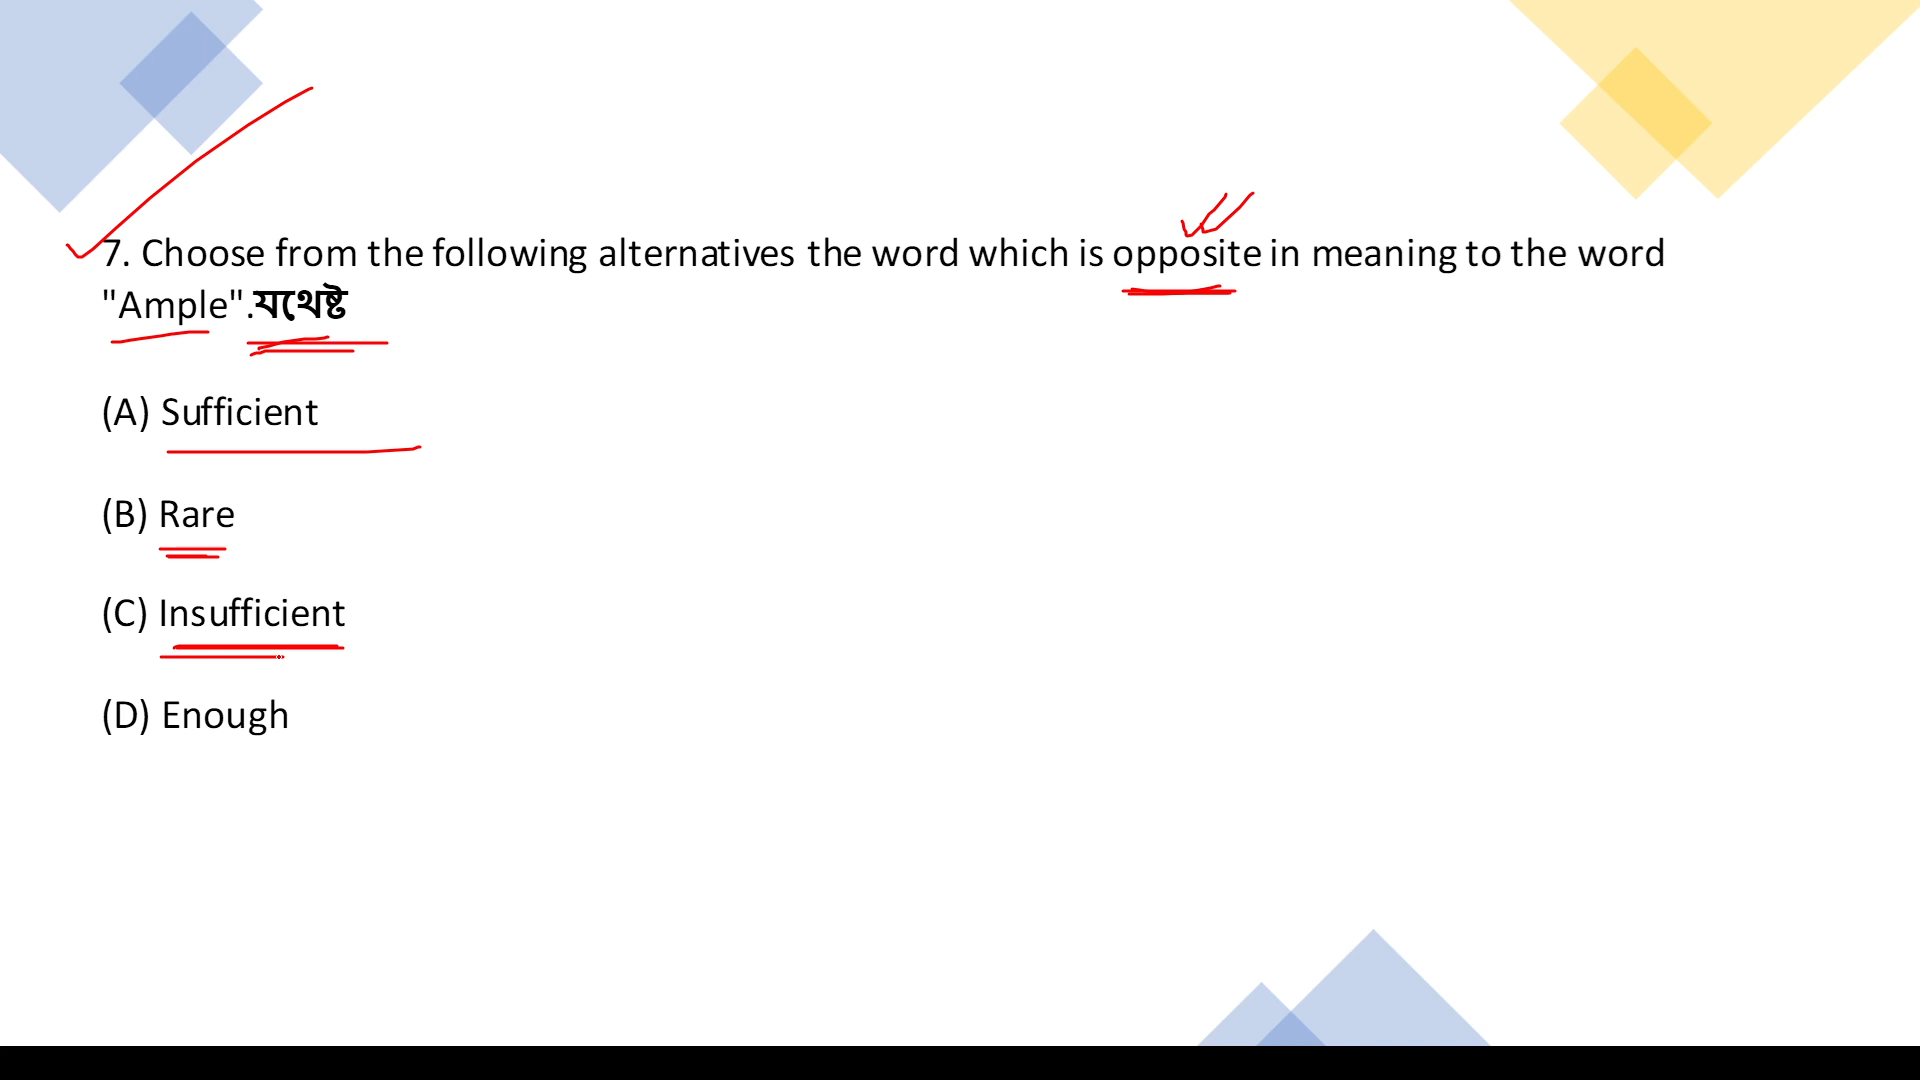 7. Choose from the following alternatives the word which is opposite in meaning to the word
"Ample".যথেষ্ট
(A) Sufficient
(B) Rare
(C) Insufficient
(D) Enough